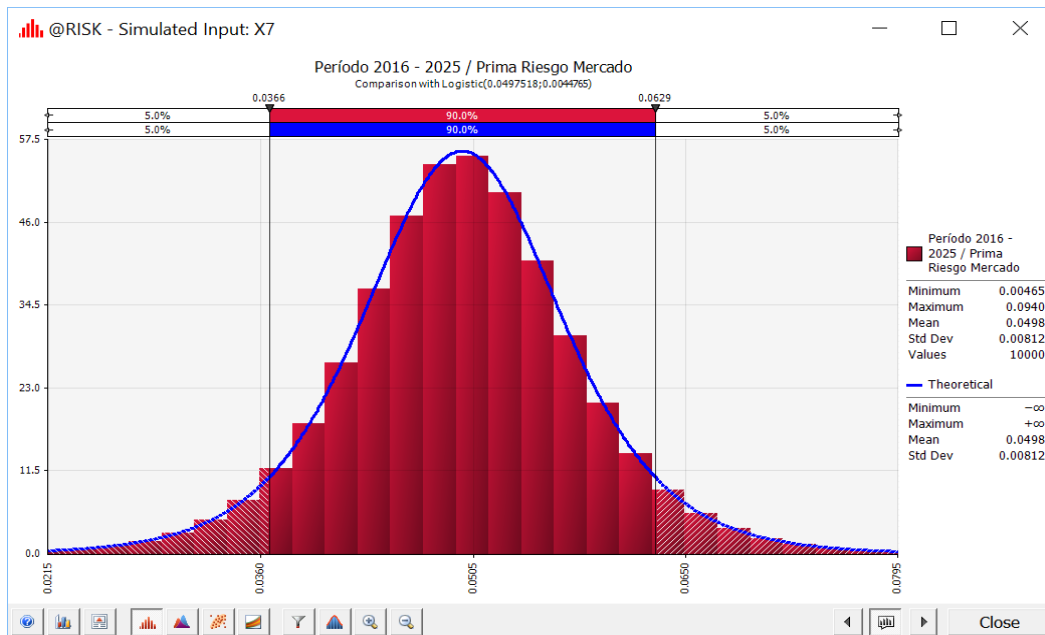 @RISK - Simulated Input: X7
Período 2016 - 2025 / Prima Riesgo Mercado
Comparison with Logistic(0.0497518;0.0044765)
0.0366 0.0629
5.0% 90.0% 5.0%
5.0% 90.0% 5.0%
57.5
46.0
34.5
23.0
11.5
0.0
0.0215 0.0360 0.0505 0.0650 0.0795
Período 2016 -
2025 / Prima
Riesgo Mercado
Minimum 0.00465
Maximum 0.0940
Mean 0.0498
Std Dev 0.00812
Values 10000
Theoretical
Minimum −∞
Maximum +∞
Mean 0.0498
Std Dev 0.00812
Close